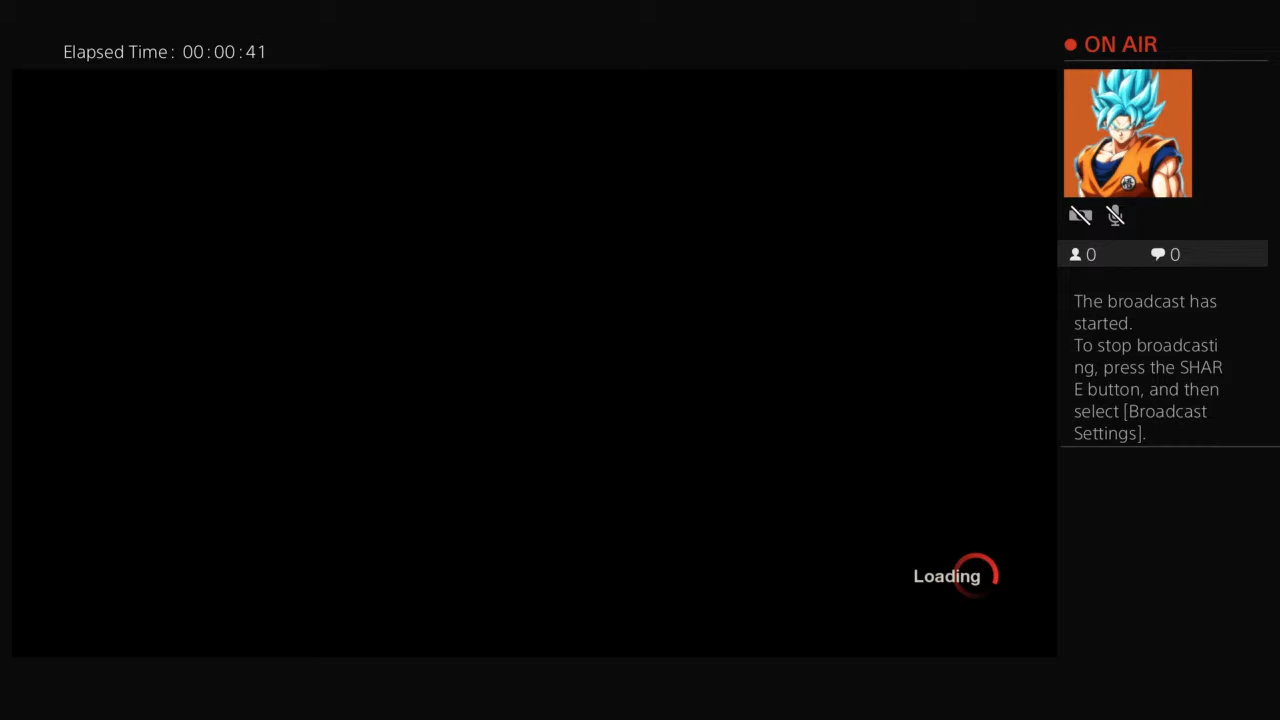 Elapsed Time: 00:00:41
ON AIR
0 0
The broadcast has
started.
To stop broadcasti
ng, press the SHAR
E button, and then
select [Broadcast
Settings].
Loading